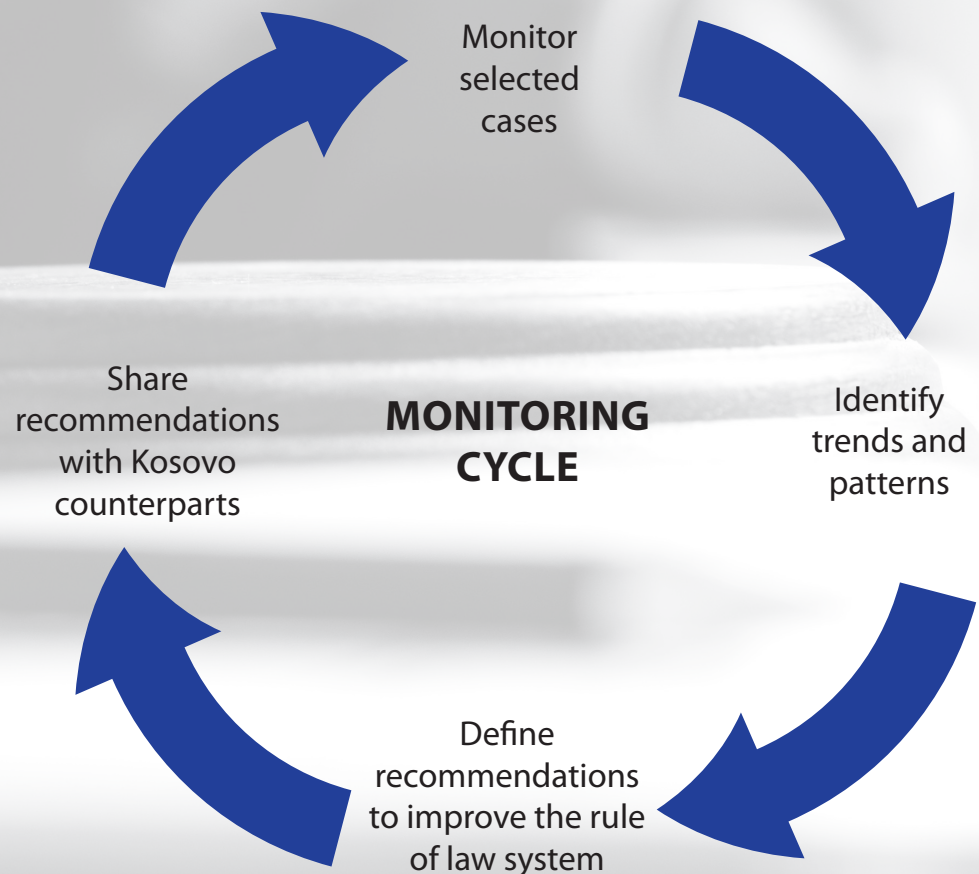 Monitor
selected
cases
Identify
trends and
patterns
Define
recommendations
to improve the rule
of law system
Share
recommendations
with Kosovo
counterparts
MONITORING
CYCLE